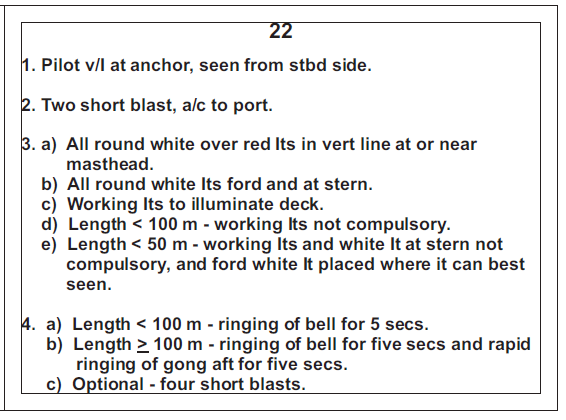 22
1. Pilot v/l at anchor, seen from stbd side.
2. Two short blast, a/c to port.
3. a) All round white over red lts in vert line at or near
masthead.
b) All round white lts ford and at stern.
c) Working lts to illuminate deck.
d) Length < 100 m - working lts not compulsory.
e) Length < 50 m - working lts and white lt at stern not
compulsory, and ford white lt placed where it can best
seen.
4. a) Length < 100 m - ringing of bell for 5 secs.
b) Length ≥ 100 m - ringing of bell for five secs and rapid
ringing of gong aft for five secs.
c) Optional - four short blasts.